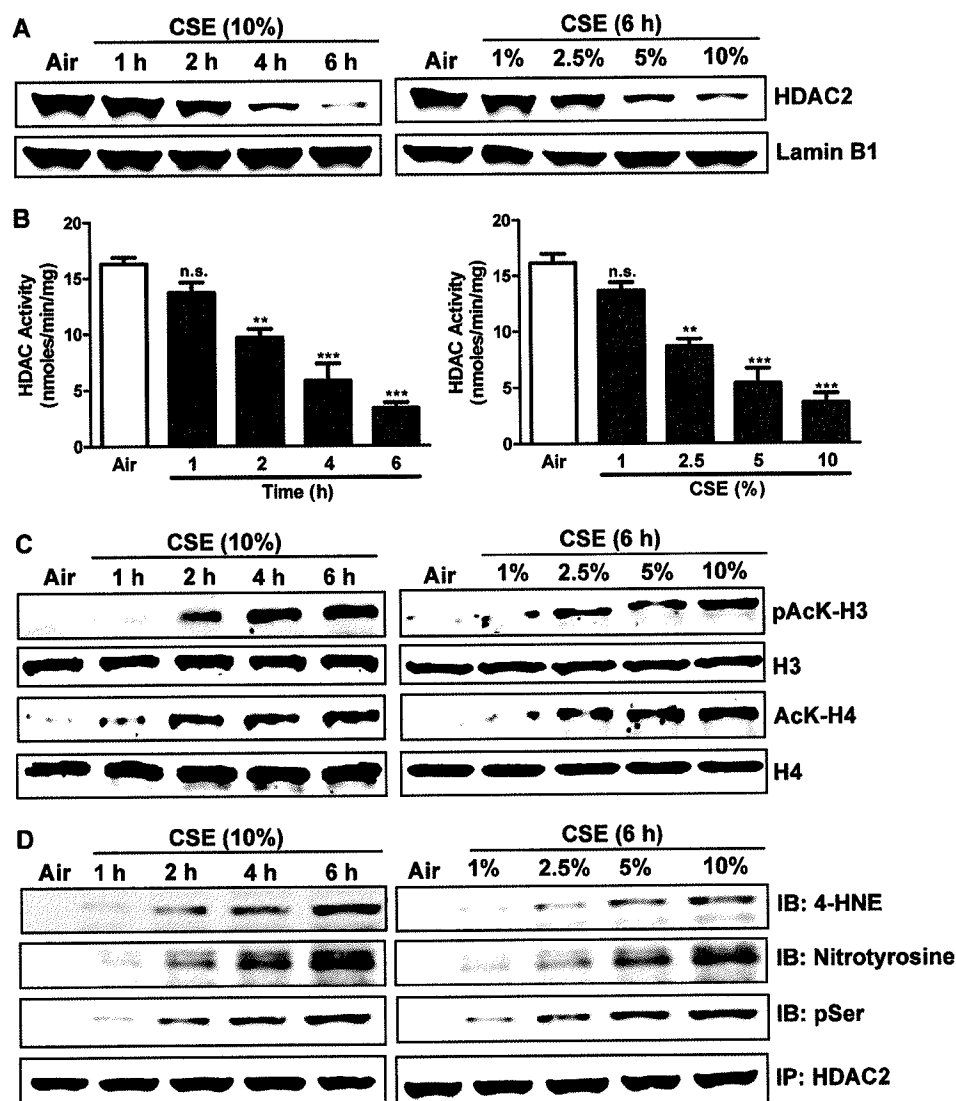 A
CSE (10%)
Air 1 h 2 h 4 h 6 h
CSE (6 h)
Air 1% 2.5% 5% 10%
HDAC2
Lamin B1
B
HDAC Activity
(nmoles/min/mg)
20
15
10
5
0
n.s.
**
***
***
Air 1 2 4 6
Time (h)
HDAC Activity
(nmoles/min/mg)
20
15
10
5
0
n.s.
**
***
***
Air 1 2.5 5 10
CSE (%)
C
CSE (10%)
Air 1 h 2 h 4 h 6 h
CSE (6 h)
Air 1% 2.5% 5% 10%
pAcK-H3
H3
AcK-H4
H4
D
CSE (10%)
Air 1 h 2 h 4 h 6 h
CSE (6 h)
Air 1% 2.5% 5% 10%
IB: 4-HNE
IB: Nitrotyrosine
IB: pSer
IP: HDAC2